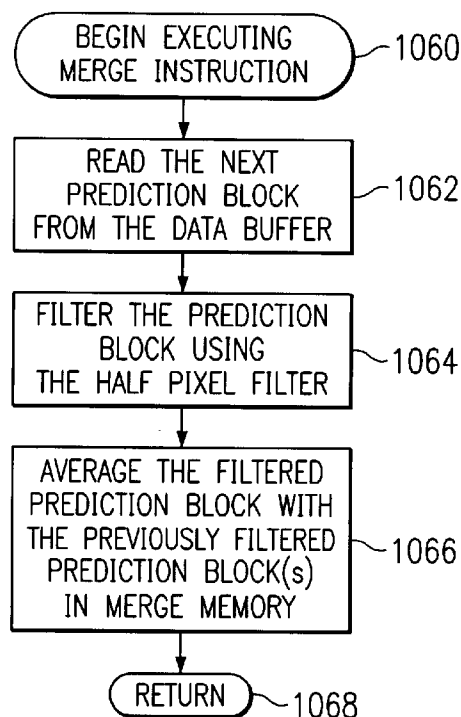 BEGIN EXECUTING
MERGE INSTRUCTION
1060
READ THE NEXT
PREDICTION BLOCK
FROM THE DATA BUFFER
1062
FILTER THE PREDICTION
BLOCK USING
THE HALF PIXEL FILTER
1064
AVERAGE THE FILTERED
PREDICTION BLOCK WITH
THE PREVIOUSLY FILTERED
PREDICTION BLOCK(s)
IN MERGE MEMORY
1066
RETURN
1068